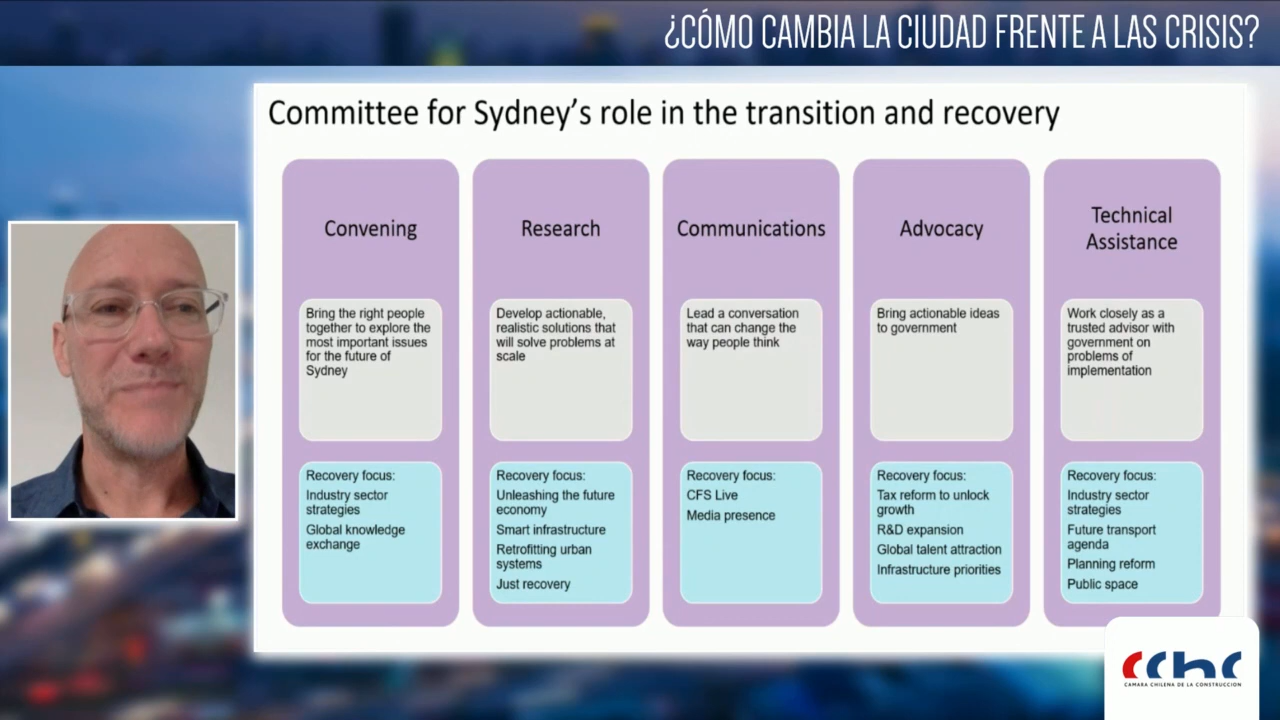 ¿CÓMO CAMBIA LA CIUDAD FRENTE A LAS CRISIS?
Committee for Sydney's role in the transition and recovery
Convening
Bring the right people
together to explore the
most important issues
for the future of
Sydney
Recovery focus:
Industry sector
strategies
Global knowledge
exchange
Research
Develop actionable,
realistic solutions that
will solve problems at
scale
Recovery focus:
Unleashing the future
economy
Smart infrastructure
Retrofitting urban
systems
Just recovery
Communications
Lead a conversation
that can change the
way people think
Recovery focus:
CFS Live
Media presence
Advocacy
Bring actionable ideas
to government
Recovery focus:
Tax reform to unlock
growth
R&D expansion
Global talent attraction
Infrastructure priorities
Technical
Assistance
Work closely as a
trusted advisor with
government on
problems of
implementation
Recovery focus:
Industry sector
strategies
Future transport
agenda
Planning reform
Public space
cchc
CAMARA CHILENA DE LA CONSTRUCCION